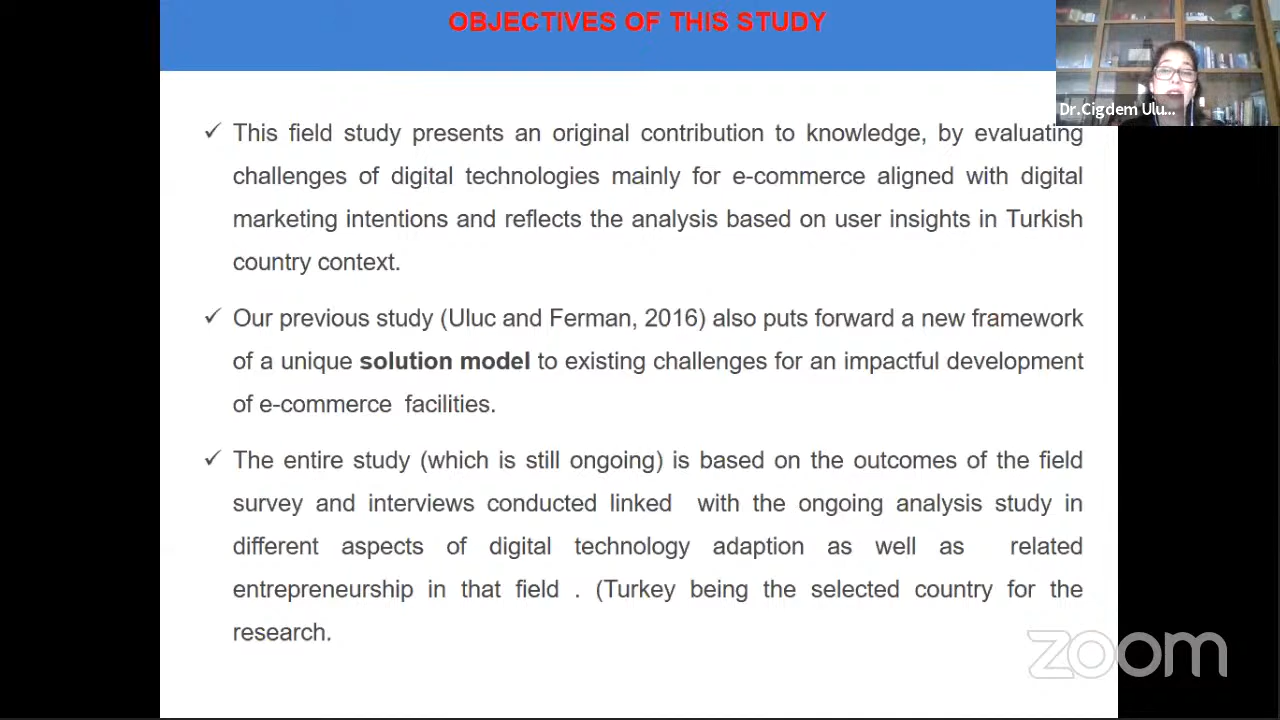 OBJECTIVES OF THIS STUDY
Dr.Cigdem Ulu...
✓ This field study presents an original contribution to knowledge, by evaluating
challenges of digital technologies mainly for e-commerce aligned with digital
marketing intentions and reflects the analysis based on user insights in Turkish
country context.
✓ Our previous study (Uluc and Ferman, 2016) also puts forward a new framework
of a unique solution model to existing challenges for an impactful development
of e-commerce facilities.
✓ The entire study (which is still ongoing) is based on the outcomes of the field
survey and interviews conducted linked with the ongoing analysis study in
different aspects of digital technology adaption as well as related
entrepreneurship in that field . (Turkey being the selected country for the
research.
zoom